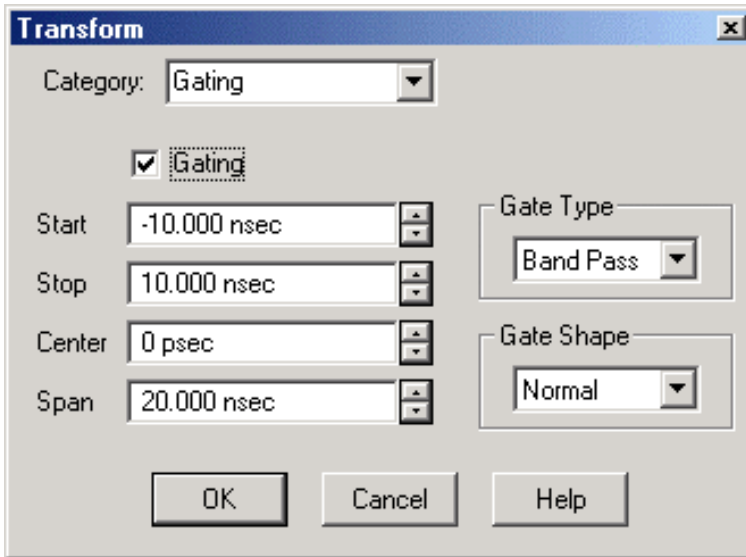 Transform
Category: Gating
Gating
Start -10.000 nsec
Stop 10.000 nsec
Center 0 psec
Span 20.000 nsec
Gate Type
Band Pass
Gate Shape
Normal
OK Cancel Help